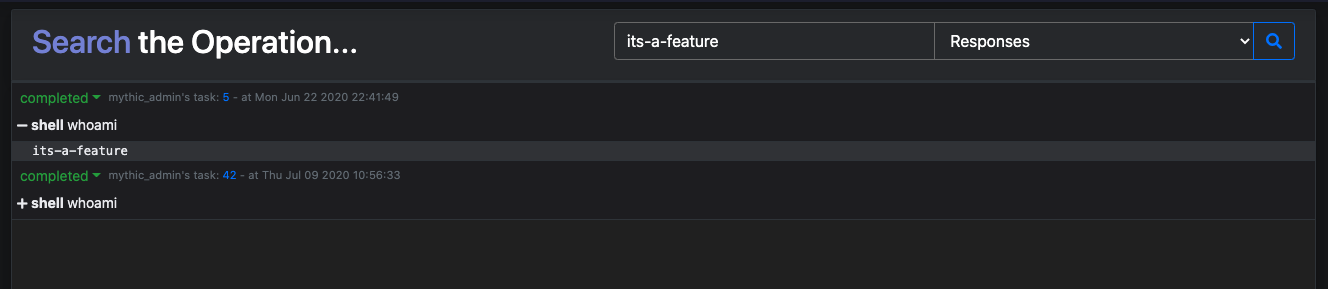 Search the Operation... its-a-feature Responses
completed mythic_admin's task: 5 - at Mon Jun 22 2020 22:41:49
shell whoami
its-a-feature
completed mythic_admin's task: 42 - at Thu Jul 09 2020 10:56:33
shell whoami